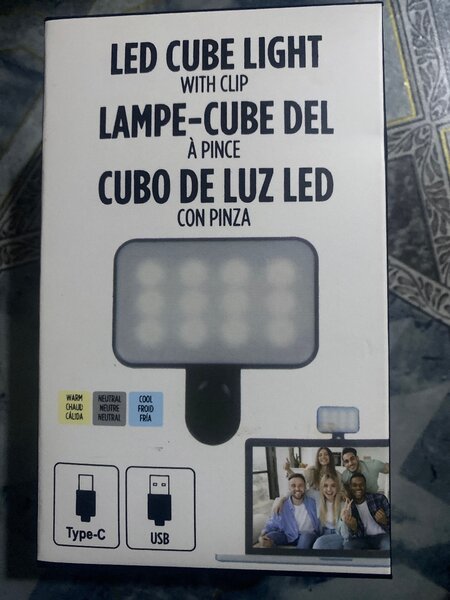 LED CUBE LIGHT
WITH CLIP
LAMPE-CUBE DEL
À PINCE
CUBO DE LUZ LED
CON PINZA
WARM
CHAUD
CÁLIDA
NEUTRAL
NEUTRE
NEUTRAL
COOL
FROID
FRÍA
Type-C
USB